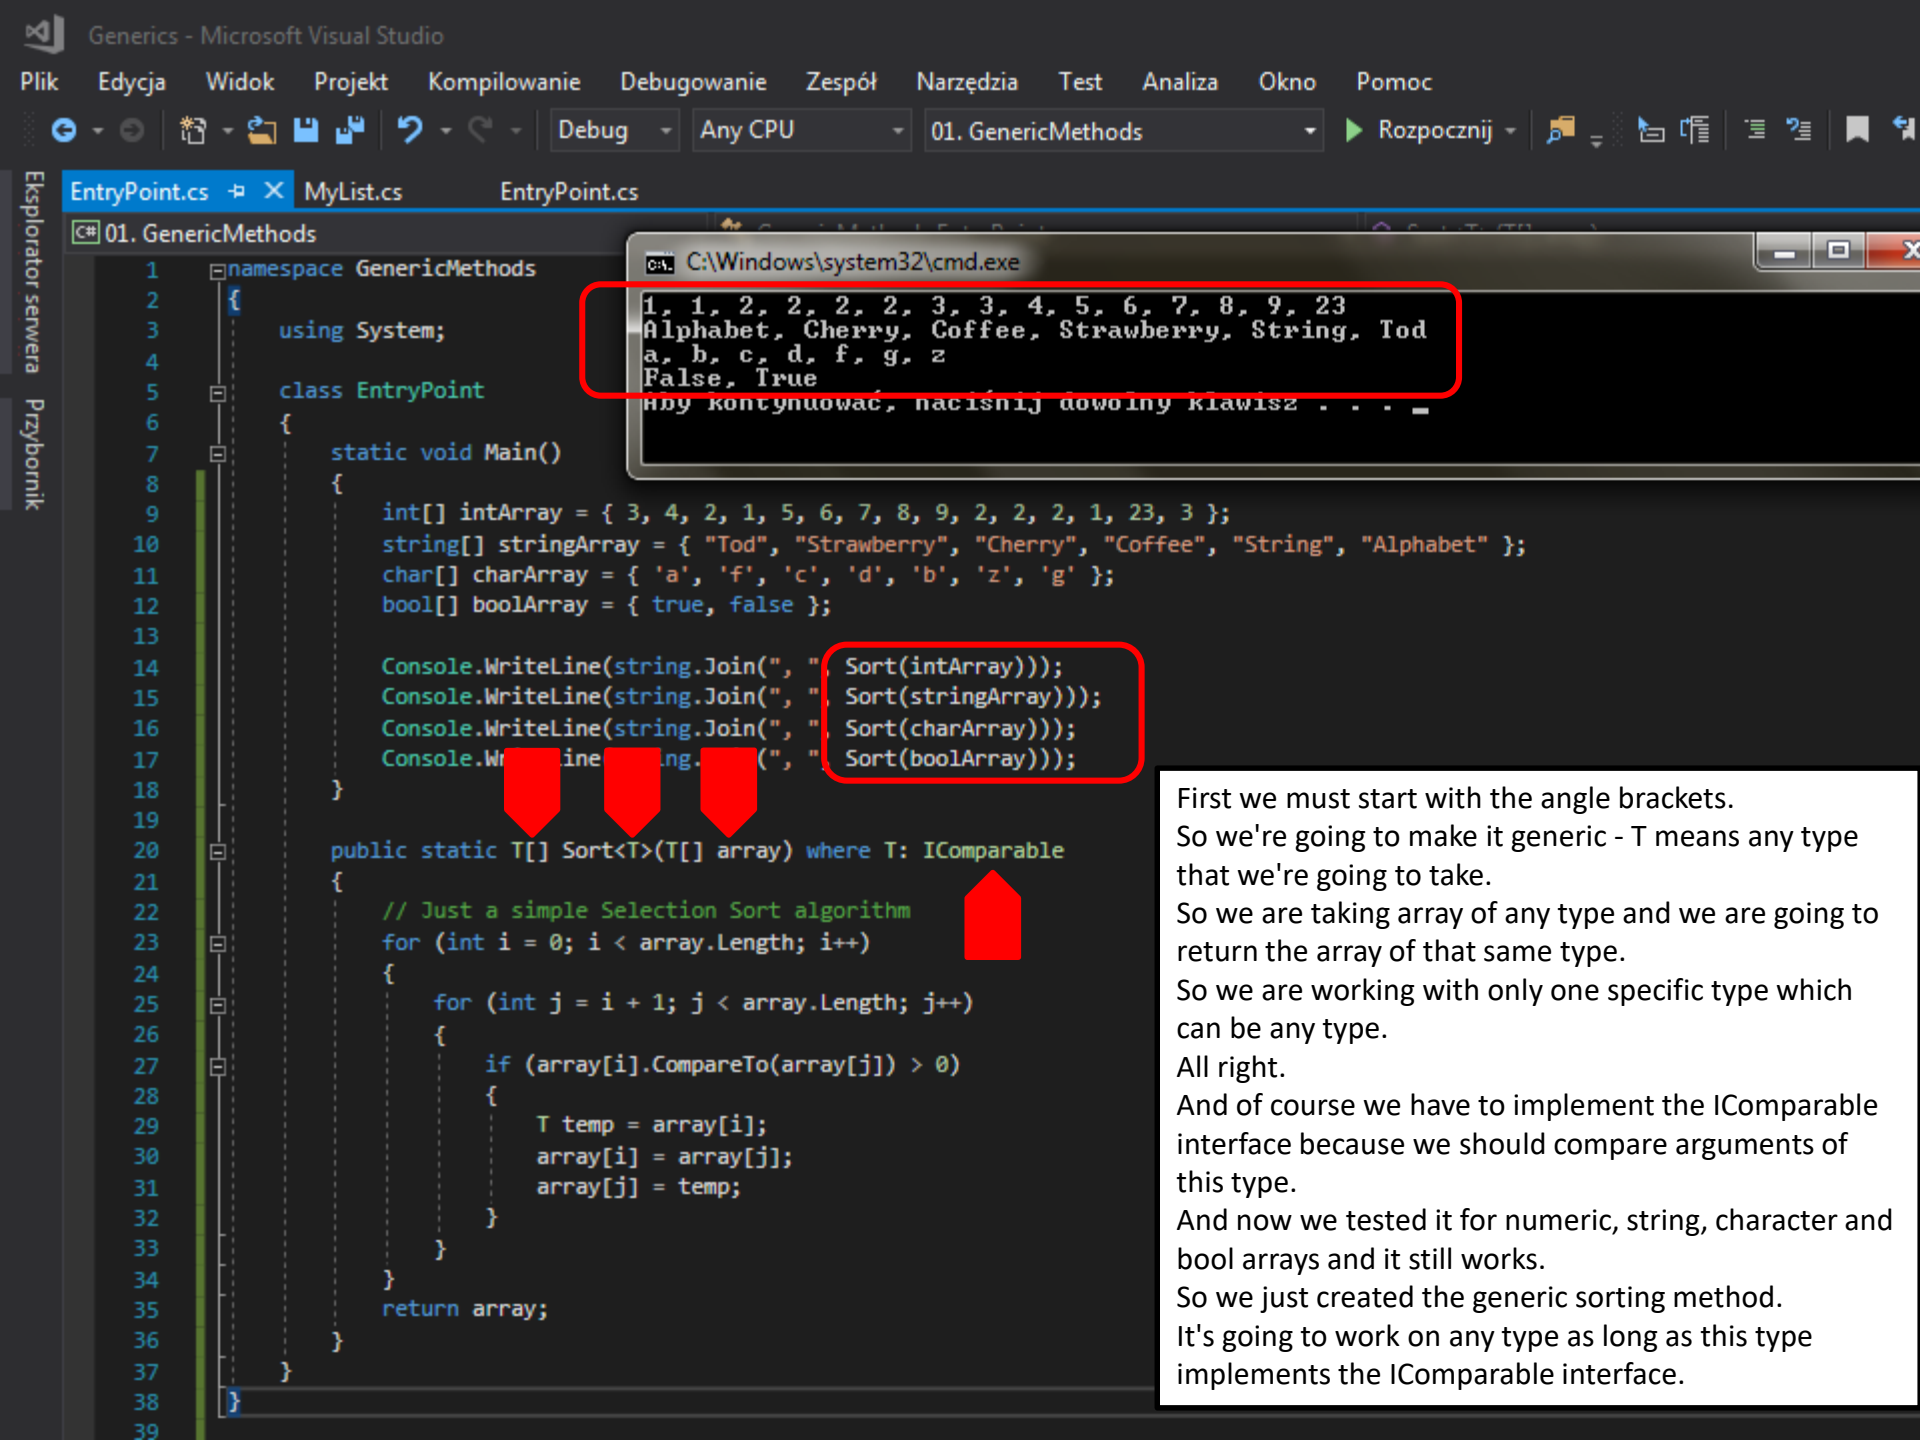 Generics - Microsoft Visual Studio
Plik Edycja Widok Projekt Kompilowanie Debugowanie Zespół Narzędzia Test Analiza Okno Pomoc
Debug Any CPU 01. GenericMethods Rozpocznij
Eksplorator serwera
Przybornik
EntryPoint.cs MyList.cs EntryPoint.cs
C# 01. GenericMethods
C:\Windows\system32\cmd.exe
1, 1, 2, 2, 2, 2, 3, 3, 4, 5, 6, 7, 8, 9, 23
Alphabet, Cherry, Coffee, Strawberry, String, Tod
a, b, c, d, f, g, z
False, True
Aby kontynuować, naciśnij dowolny klawisz . . . _
1 namespace GenericMethods
2 {
3 using System;
4
5 class EntryPoint
6 {
7 static void Main()
8 {
9 int[] intArray = { 3, 4, 2, 1, 5, 6, 7, 8, 9, 2, 2, 2, 1, 23, 3 };
10 string[] stringArray = { "Tod", "Strawberry", "Cherry", "Coffee", "String", "Alphabet" };
11 char[] charArray = { 'a', 'f', 'c', 'd', 'b', 'z', 'g' };
12 bool[] boolArray = { true, false };
13
14 Console.WriteLine(string.Join(", ", Sort(intArray)));
15 Console.WriteLine(string.Join(", ", Sort(stringArray)));
16 Console.WriteLine(string.Join(", ", Sort(charArray)));
17 Console.Wr ine( ing. (", ", Sort(boolArray)));
18 }
19
20 public static T[] Sort<T>(T[] array) where T: IComparable
21 {
22 // Just a simple Selection Sort algorithm
23 for (int i = 0; i < array.Length; i++)
24 {
25 for (int j = i + 1; j < array.Length; j++)
26 {
27 if (array[i].CompareTo(array[j]) > 0)
28 {
29 T temp = array[i];
30 array[i] = array[j];
31 array[j] = temp;
32 }
33 }
34 }
35 return array;
36 }
37 }
38 }
39
First we must start with the angle brackets.
So we're going to make it generic - T means any type
that we're going to take.
So we are taking array of any type and we are going to
return the array of that same type.
So we are working with only one specific type which
can be any type.
All right.
And of course we have to implement the IComparable
interface because we should compare arguments of
this type.
And now we tested it for numeric, string, character and
bool arrays and it still works.
So we just created the generic sorting method.
It's going to work on any type as long as this type
implements the IComparable interface.